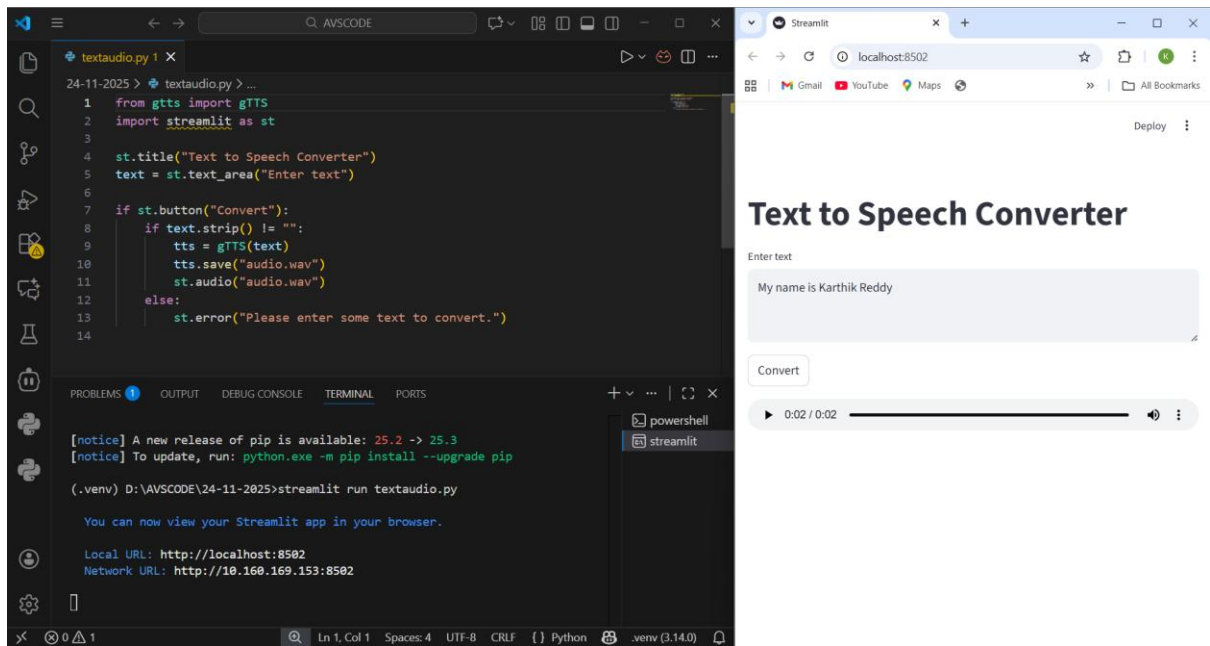 AVSCODE
textaudio.py 1
24-11-2025 > textaudio.py > ...
1 from gtts import gTTS
2 import streamlit as st
3
4 st.title("Text to Speech Converter")
5 text = st.text_area("Enter text")
6
7 if st.button("Convert"):
8 if text.strip() != "":
9 tts = gTTS(text)
10 tts.save("audio.wav")
11 st.audio("audio.wav")
12 else:
13 st.error("Please enter some text to convert.")
14
PROBLEMS 1 OUTPUT DEBUG CONSOLE TERMINAL PORTS
powershell
streamlit
[notice] A new release of pip is available: 25.2 -> 25.3
[notice] To update, run: python.exe -m pip install --upgrade pip
(.venv) D:\AVSCODE\24-11-2025>streamlit run textaudio.py
You can now view your Streamlit app in your browser.
Local URL: http://localhost:8502
Network URL: http://10.160.169.153:8502
0 1 Ln 1, Col 1 Spaces: 4 UTF-8 CRLF { } Python .venv (3.14.0)
Streamlit
localhost:8502
K
Gmail YouTube Maps » All Bookmarks
Deploy
Text to Speech Converter
Enter text
My name is Karthik Reddy
Convert
0:02 / 0:02